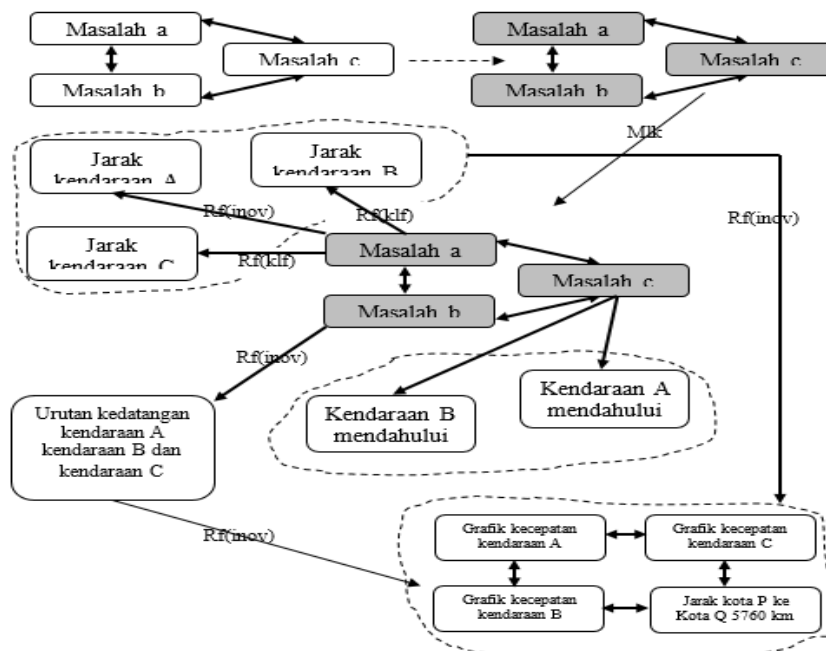 Masalah a
Masalah c
Masalah b
Masalah a
Masalah c
Masalah b
Mlk
Jarak
kendaraan A
Jarak
kendaraan B
Rf(inov)
Rf(klf)
Rf(inov)
Jarak
kendaraan C
Rf(klf)
Masalah a
Masalah c
Masalah b
Rf(inov)
Kendaraan A
mendahului
Kendaraan B
mendahului
Urutan kedatangan
kendaraan A
kendaraan B dan
kendaraan C
Rf(inov)
Grafik kecepatan
kendaraan A
Grafik kecepatan
kendaraan C
Grafik kecepatan
kendaraan B
Jarak kota P ke
Kota Q 5760 km